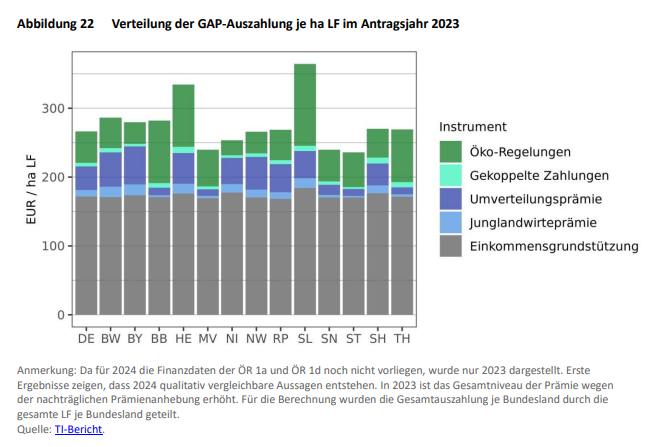 Abbildung 22 Verteilung der GAP-Auszahlung je ha LF im Antragsjahr 2023
EUR / ha LF
300
200
100
0
DE BW BY BB HE MV NI NW RP SL SN ST SH TH
Instrument
Öko-Regelungen
Gekoppelte Zahlungen
Umverteilungsprämie
Junglandwirteprämie
Einkommensgrundstützung
Anmerkung: Da für 2024 die Finanzdaten der ÖR 1a und ÖR 1d noch nicht vorliegen, wurde nur 2023 dargestellt. Erste
Ergebnisse zeigen, dass 2024 qualitativ vergleichbare Aussagen entstehen. In 2023 ist das Gesamtniveau der Prämie wegen
der nachträglichen Prämienanhebung erhöht. Für die Berechnung wurden die Gesamtauszahlung je Bundesland durch die
gesamte LF je Bundesland geteilt.
Quelle: TI-Bericht.